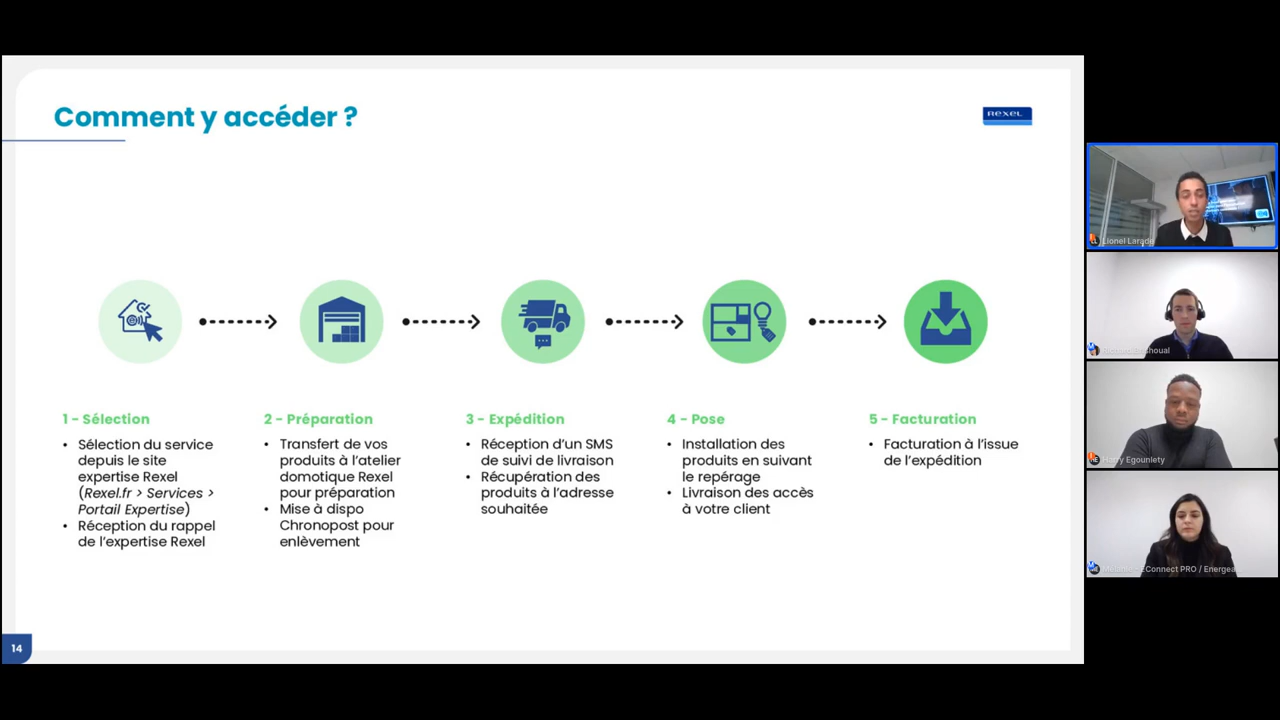 Comment y accéder ?
REXEL
1 - Sélection
• Sélection du service
depuis le site
expertise Rexel
(Rexel.fr > Services >
Portail Expertise)
• Réception du rappel
de l'expertise Rexel
2 - Préparation
• Transfert de vos
produits à l'atelier
domotique Rexel
pour préparation
• Mise à dispo
Chronopost pour
enlèvement
3 - Expédition
• Réception d'un SMS
de suivi de livraison
• Récupération des
produits à l'adresse
souhaitée
4 - Pose
• Installation des
produits en suivant
le repérage
• Livraison des accès
à votre client
5 - Facturation
• Facturation à l'issue
de l'expédition
14
Lionel Larade
Harry Egounlety
Connect PRO / Energea